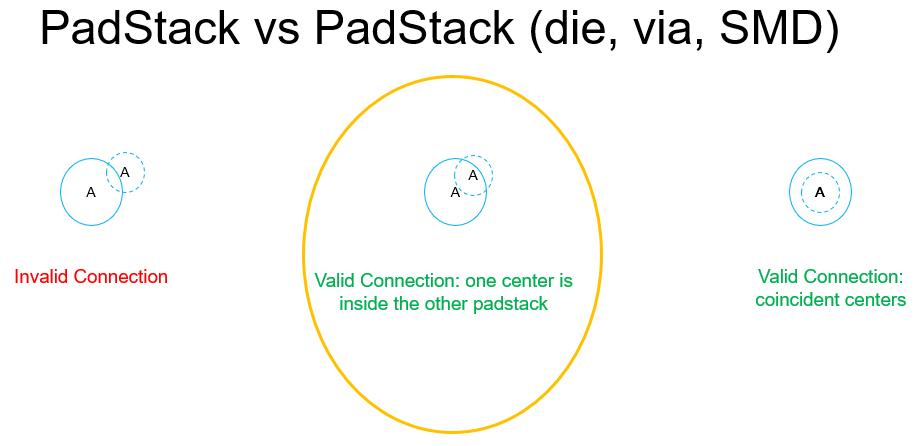 PadStack vs PadStack (die, via, SMD)
A
A
A
A
A
Invalid Connection
Valid Connection: one center is
inside the other padstack
Valid Connection:
coincident centers